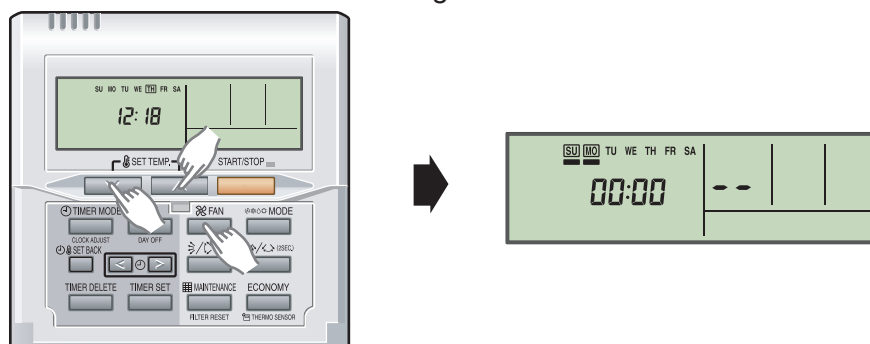 SU MO TU WE TH FR SA
12:18
SET TEMP.
START/STOP
TIMER MODE
FAN
MODE
CLOCK ADJUST
DAY OFF
SET BACK
(2SEC.)
TIMER DELETE
TIMER SET
MAINTENANCE
ECONOMY
FILTER RESET
THERMO SENSOR
SU MO TU WE TH FR SA
00:00
--